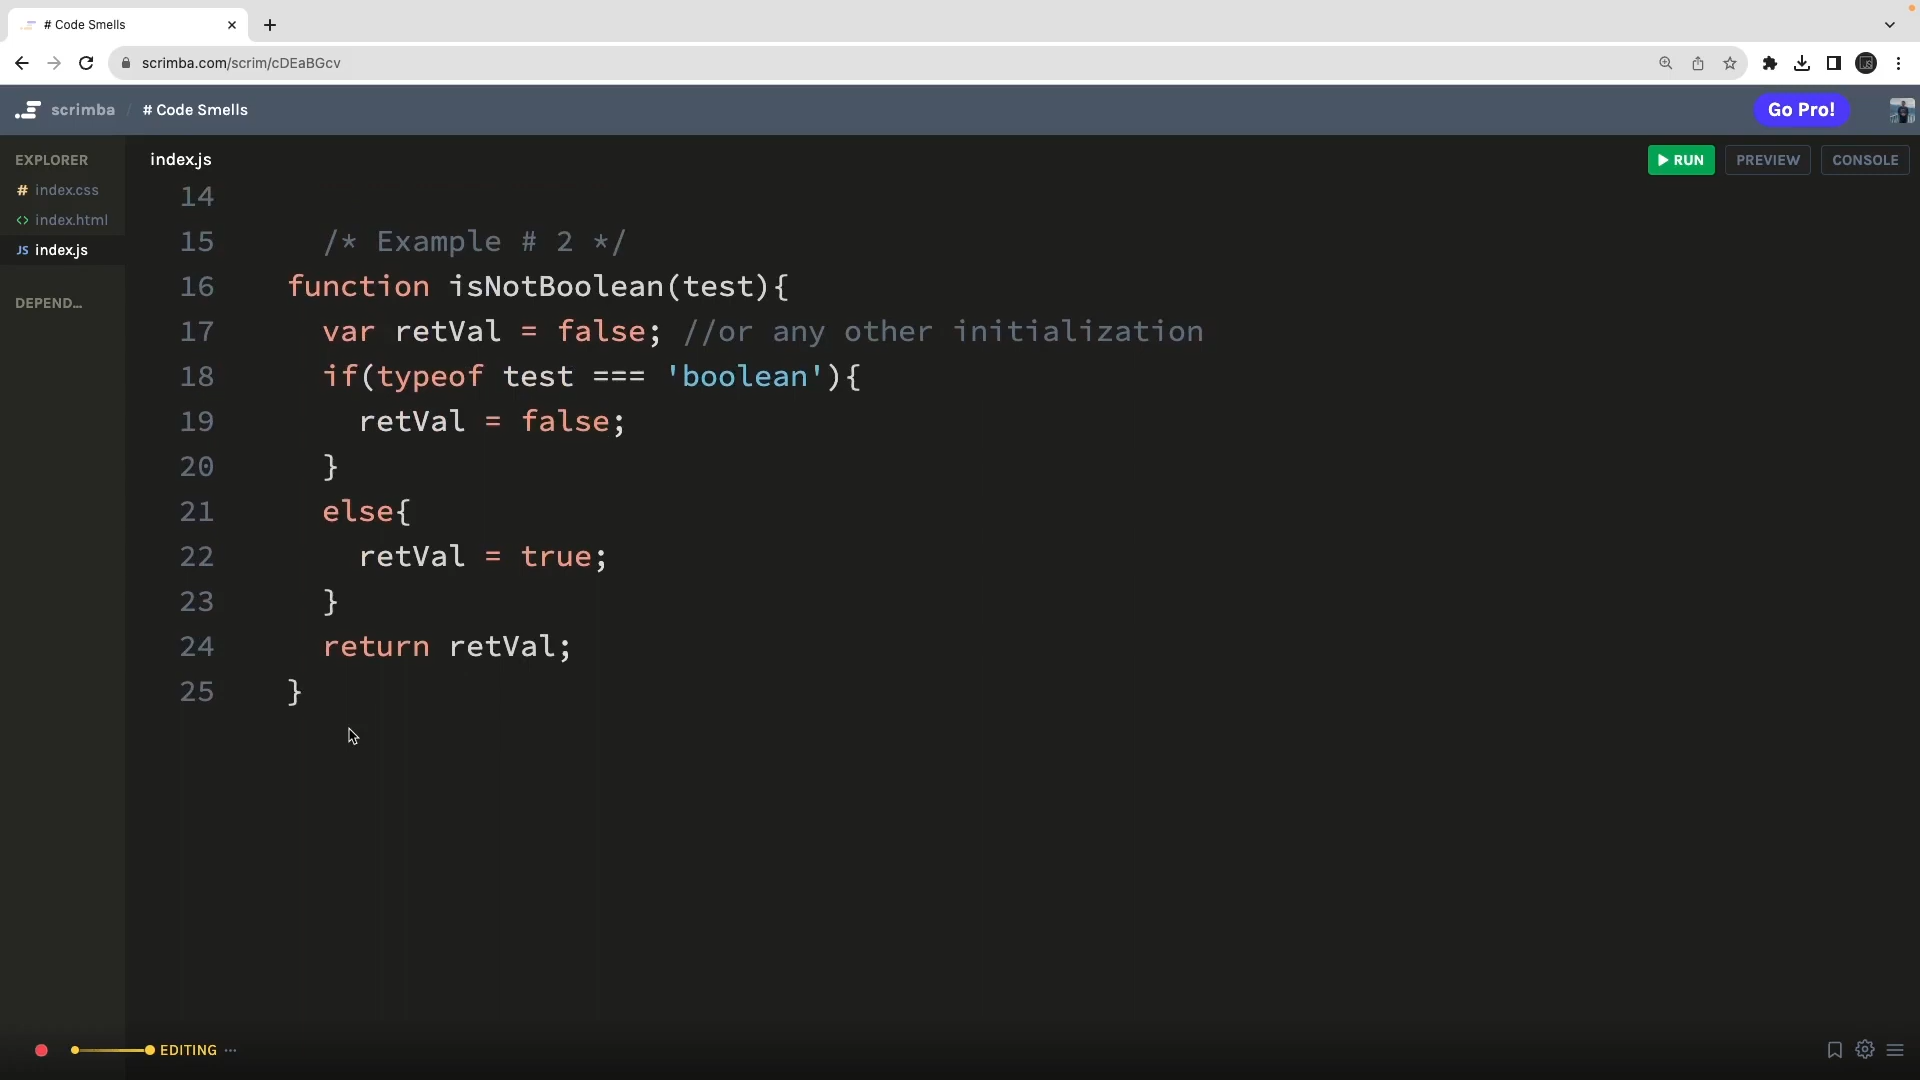 # Code Smells
scrimba.com/scrim/cDEaBGcv
scrimba / # Code Smells
Go Pro!
EXPLORER
# index.css
<> index.html
JS index.js
DEPEND...
index.js
RUN
PREVIEW
CONSOLE
14
15 /* Example # 2 */
16 function isNotBoolean(test){
17 var retVal = false; //or any other initialization
18 if(typeof test === 'boolean'){
19 retVal = false;
20 }
21 else{
22 retVal = true;
23 }
24 return retVal;
25 }
EDITING ...